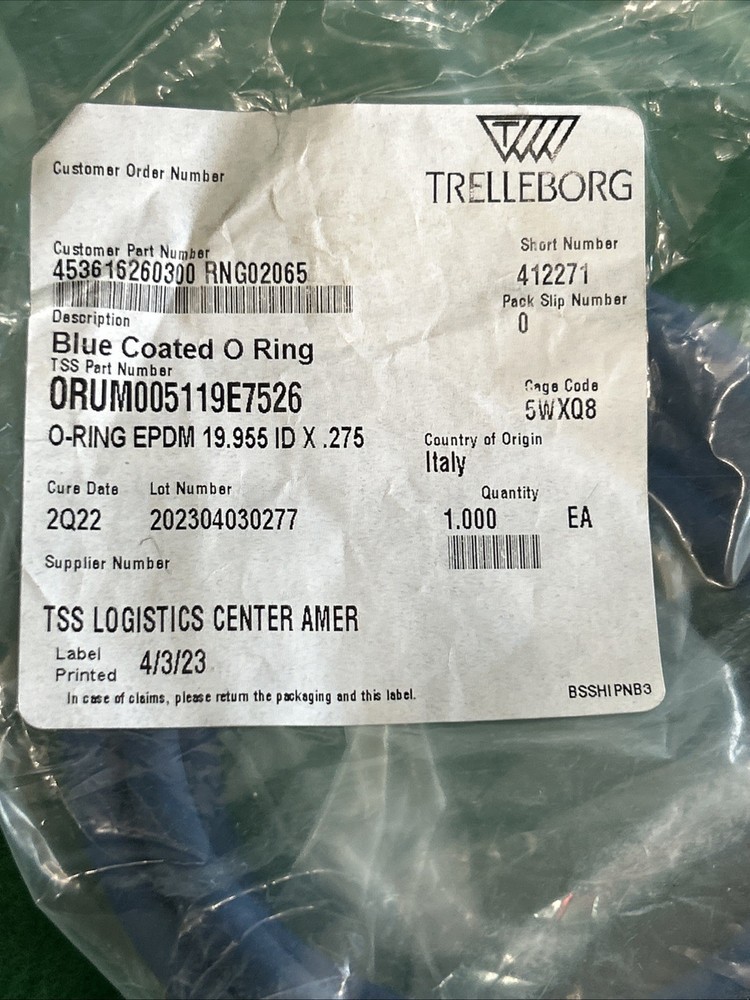 TRELLEBORG
Customer Order Number
Customer Part Number
453616260300 RNG02065
Short Number
412271
Pack Slip Number
0
Description
Blue Coated O Ring
TSS Part Number
ORUM005119E7526
O-RING EPDM 19.955 ID X .275
Cage Code
5WXQ8
Country of Origin
Italy
Cure Date Lot Number
2Q22 202304030277
Quantity
1.000 EA
Supplier Number
TSS LOGISTICS CENTER AMER
Label
Printed 4/3/23
In case of claims, please return the packaging and this label.
BSSHIPNB3